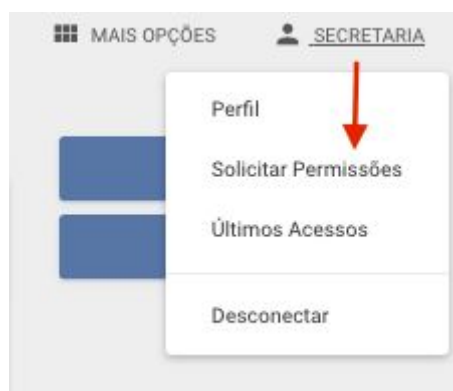 MAIS OPÇÕES SECRETARIA
Perfil
Solicitar Permissões
Últimos Acessos
Desconectar